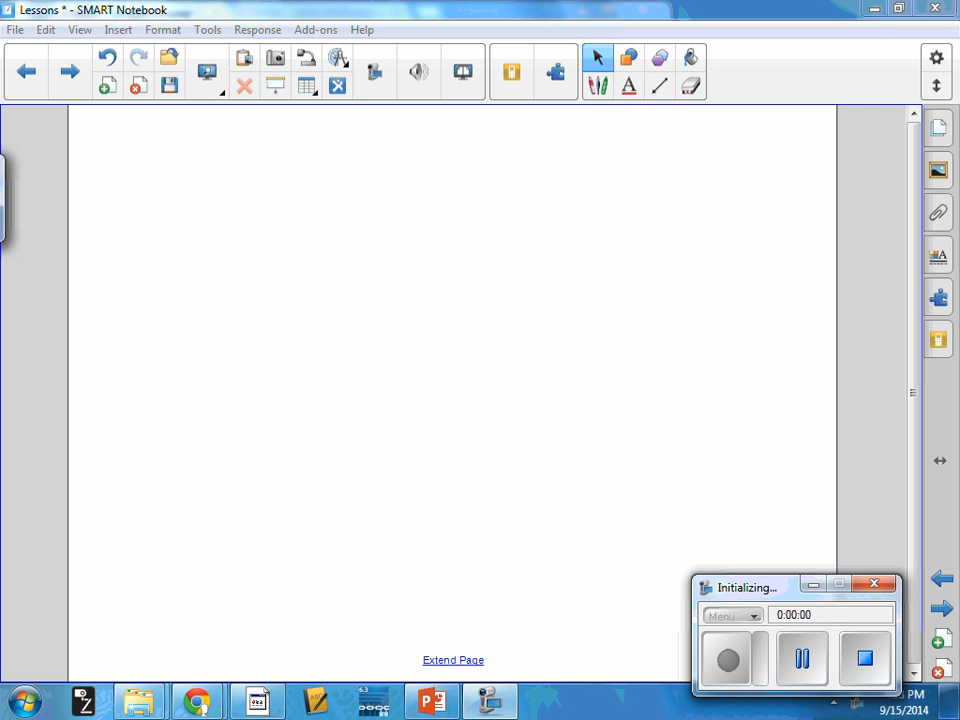 Lessons * - SMART Notebook
File Edit View Insert Format Tools Response Add-ons Help
A
A
Extend Page
Initializing...
Menu 0:00:00
6.3
PM
9/15/2014